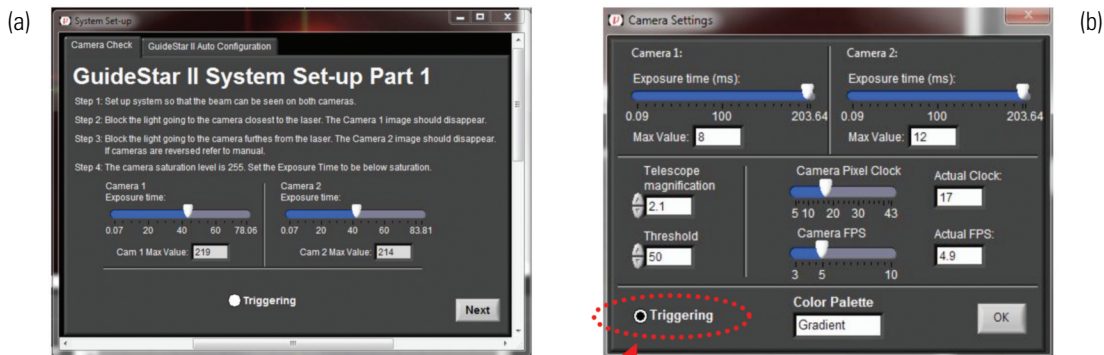 (a)
System Set-up
Camera Check GuideStar II Auto Configuration
GuideStar II System Set-up Part 1
Step 1: Set up system so that the beam can be seen on both cameras.
Step 2: Block the light going to the camera closest to the laser. The Camera 1 image should disappear.
Step 3: Block the light going to the camera furthes from the laser. The Camera 2 image should disappear.
If cameras are reversed refer to manual.
Step 4: The camera saturation level is 255. Set the Exposure Time to be below saturation.
Camera 1
Exposure time:
0.07 20 40 60 78.06
Cam 1 Max Value: 219
Camera 2
Exposure time:
0.07 20 40 60 83.81
Cam 2 Max Value: 214
Triggering
Next
(b)
Camera Settings
Camera 1:
Exposure time (ms):
0.09 100 203.64
Max Value: 8
Camera 2:
Exposure time (ms):
0.09 100 203.64
Max Value: 12
Telescope
magnification
2.1
Threshold
50
Camera Pixel Clock
5 10 20 30 43
Actual Clock:
17
Camera FPS
3 5 10
Actual FPS:
4.9
Triggering
Color Palette
Gradient
OK